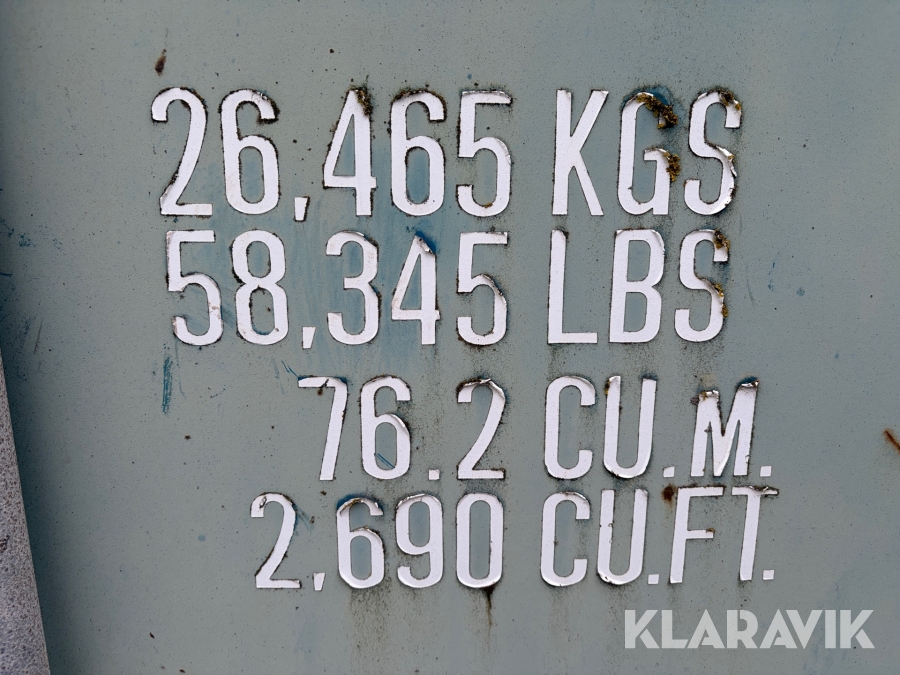 26,465 KGS
58,345 LBS
76.2 CU.M.
2,690 CU.FT.
KLARAVIK